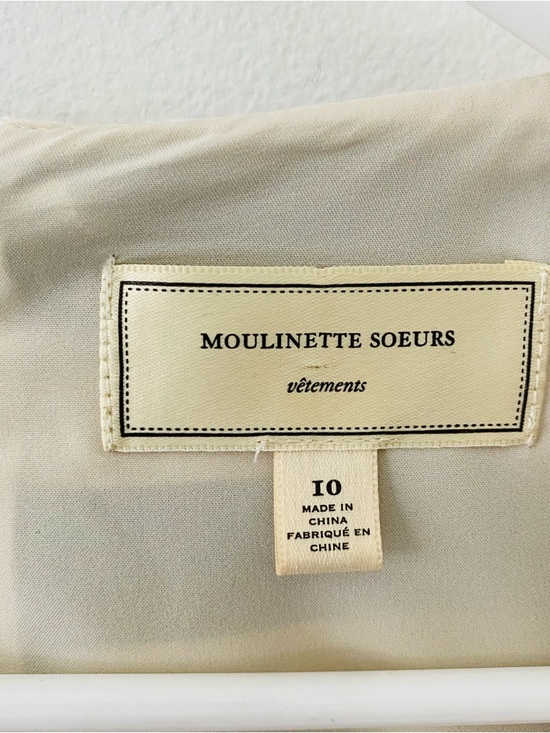 MOULINETTE SOEURS
vêtements
10
MADE IN
CHINA
FABRIQUÉ EN
CHINE